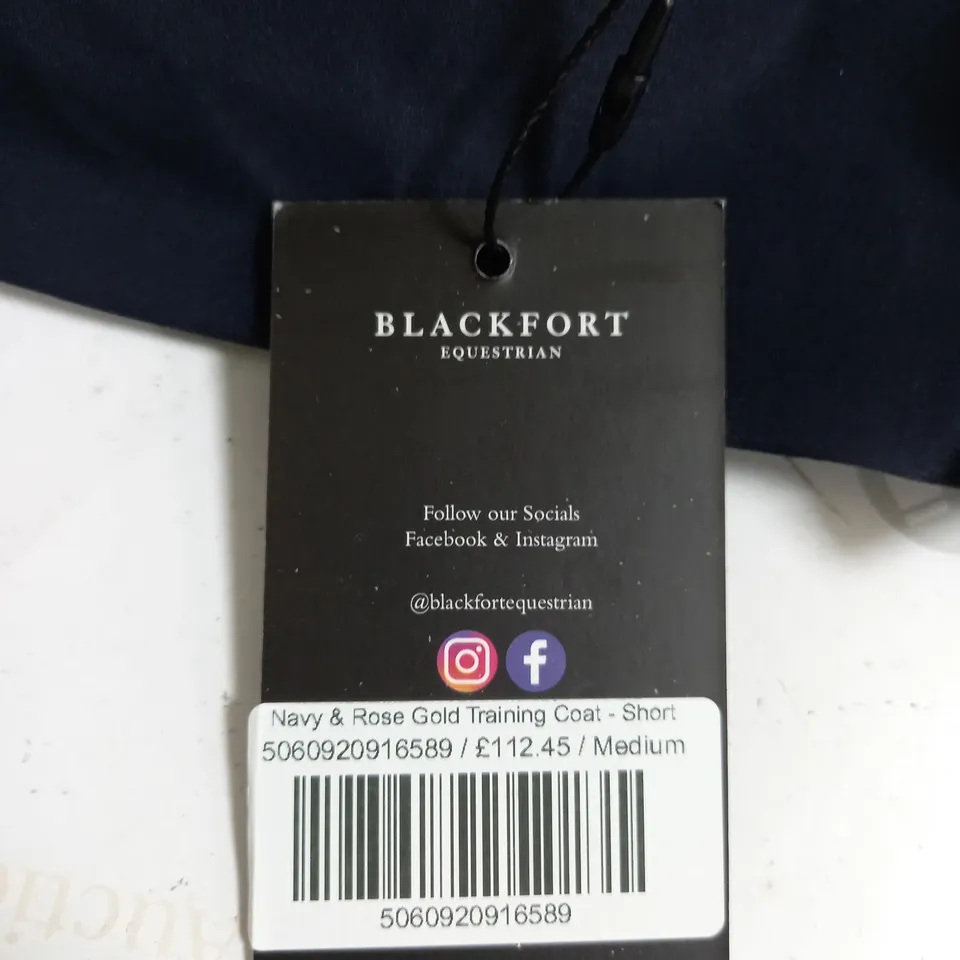 BLACKFORT
EQUESTRIAN
Follow our Socials
Facebook & Instagram
@blackfortequestrian
Navy & Rose Gold Training Coat - Short
5060920916589 / £112.45 / Medium
5060920916589